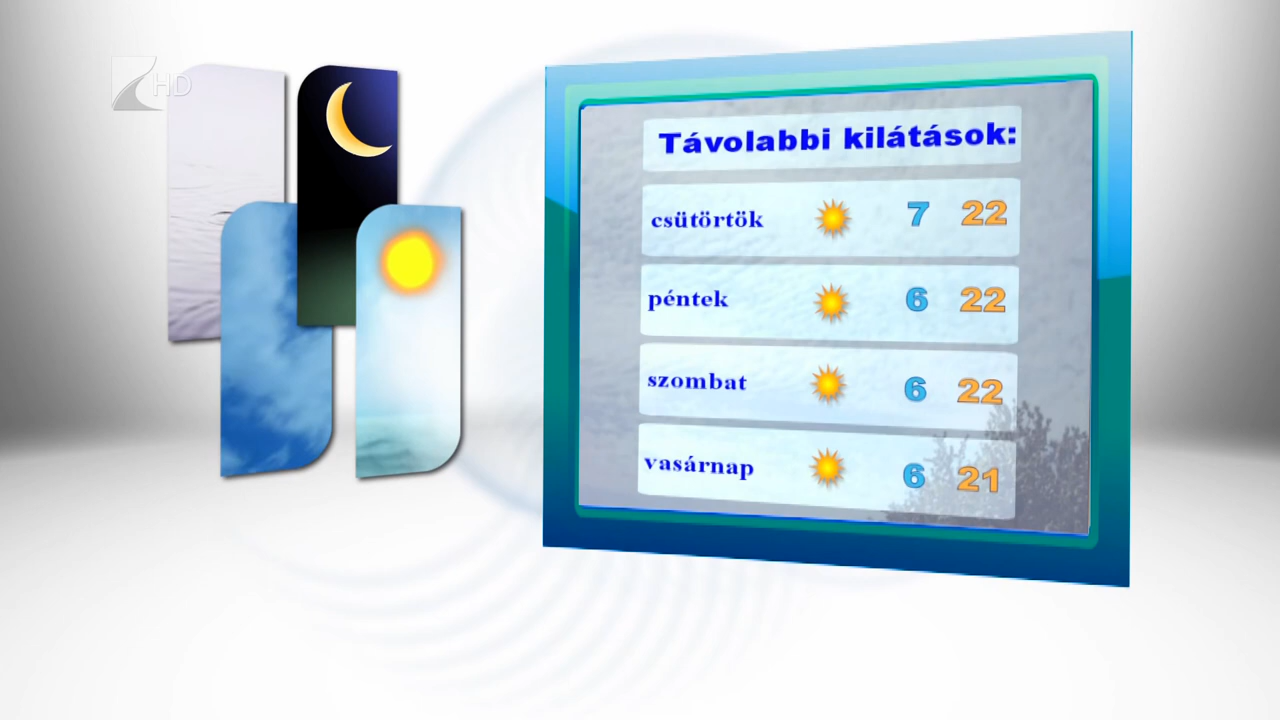 HD
Távolabbi kilátások:
csütörtök 7 22
péntek 6 22
szombat 6 22
vasárnap 6 21